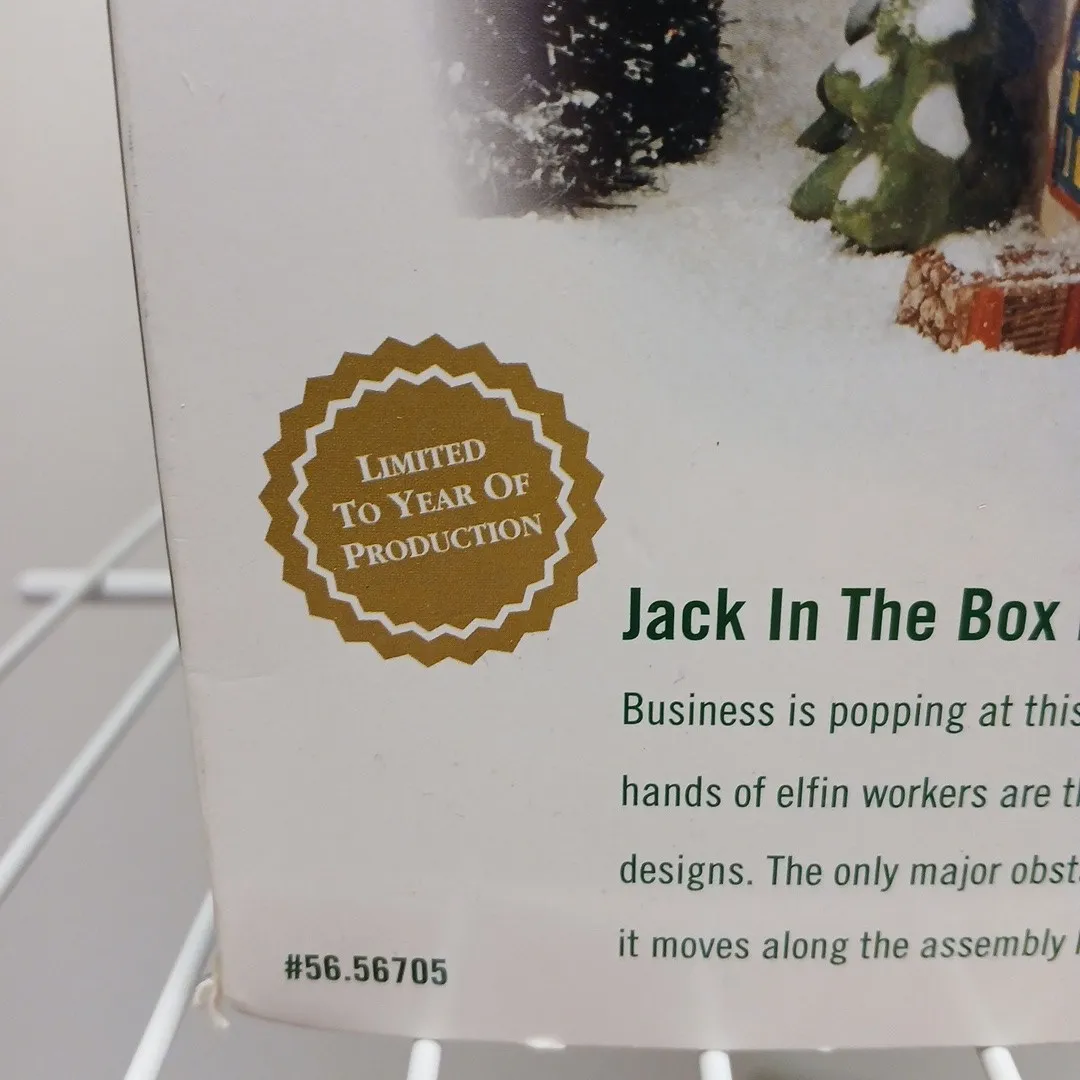 LIMITED
TO YEAR OF
PRODUCTION
Jack In The Box
Business is popping at this
hands of elfin workers are
designs. The only major
it moves along the assembly
#56.56705